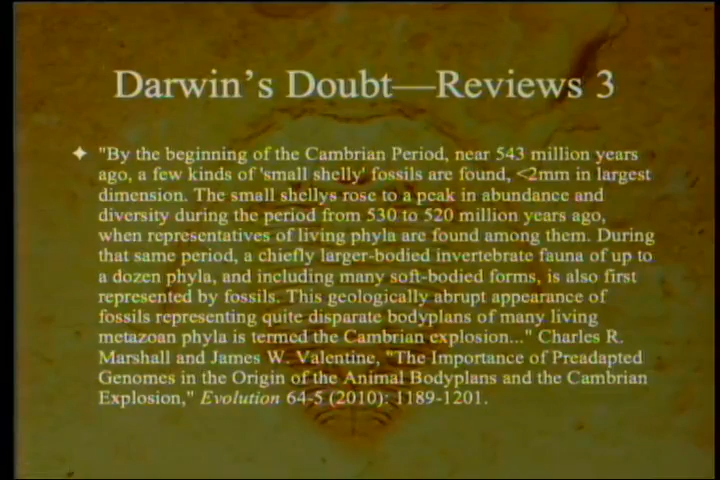 Darwin's Doubt—Reviews 3
"By the beginning of the Cambrian Period, near 543 million years
ago, a few kinds of 'small shelly' fossils are found, <2mm in largest
dimension. The small shellys rose to a peak in abundance and
diversity during the period from 530 to 520 million years ago,
when representatives of living phyla are found among them. During
that same period, a chiefly larger-bodied invertebrate fauna of up to
a dozen phyla, and including many soft-bodied forms, is also first
represented by fossils. This geologically abrupt appearance of
fossils representing quite disparate bodyplans of many living
metazoan phyla is termed the Cambrian explosion..." Charles R.
Marshall and James W. Valentine, "The Importance of Preadapted
Genomes in the Origin of the Animal Bodyplans and the Cambrian
Explosion," Evolution 64-5 (2010): 1189-1201.